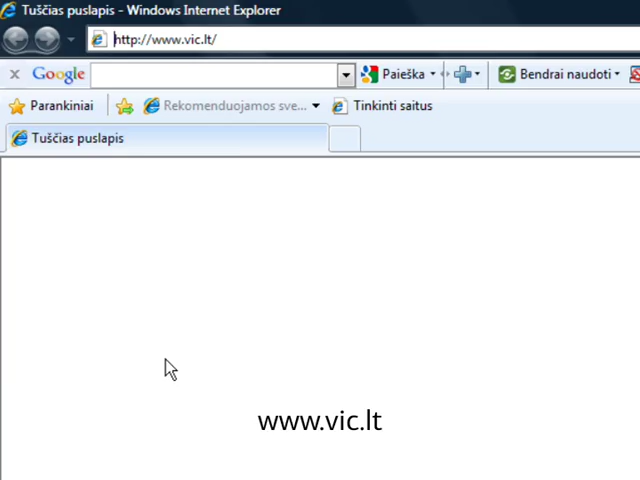 Tuščias puslapis - Windows Internet Explorer
http://www.vic.lt/
x Google Paieška Bendrai naudoti
Parankiniai Rekomenduojamos sve... Tinkinti saitus
Tuščias puslapis
www.vic.lt